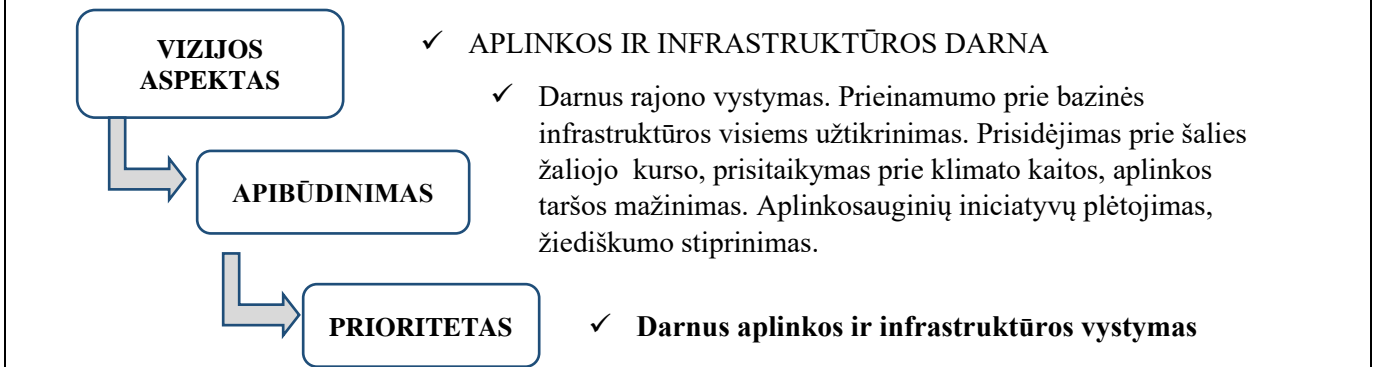 VIZIJOS
ASPEKTAS
✓ APLINKOS IR INFRASTRUKTŪROS DARNA
✓ Darnus rajono vystymas. Prieinamumo prie bazinės
infrastruktūros visiems užtikrinimas. Prisidėjimas prie šalies
žaliojo kurso, prisitaikymas prie klimato kaitos, aplinkos
taršos mažinimas. Aplinkosauginių iniciatyvų plėtojimas,
žiediškumo stiprinimas.
APIBŪDINIMAS
PRIORITETAS
✓ Darnus aplinkos ir infrastruktūros vystymas